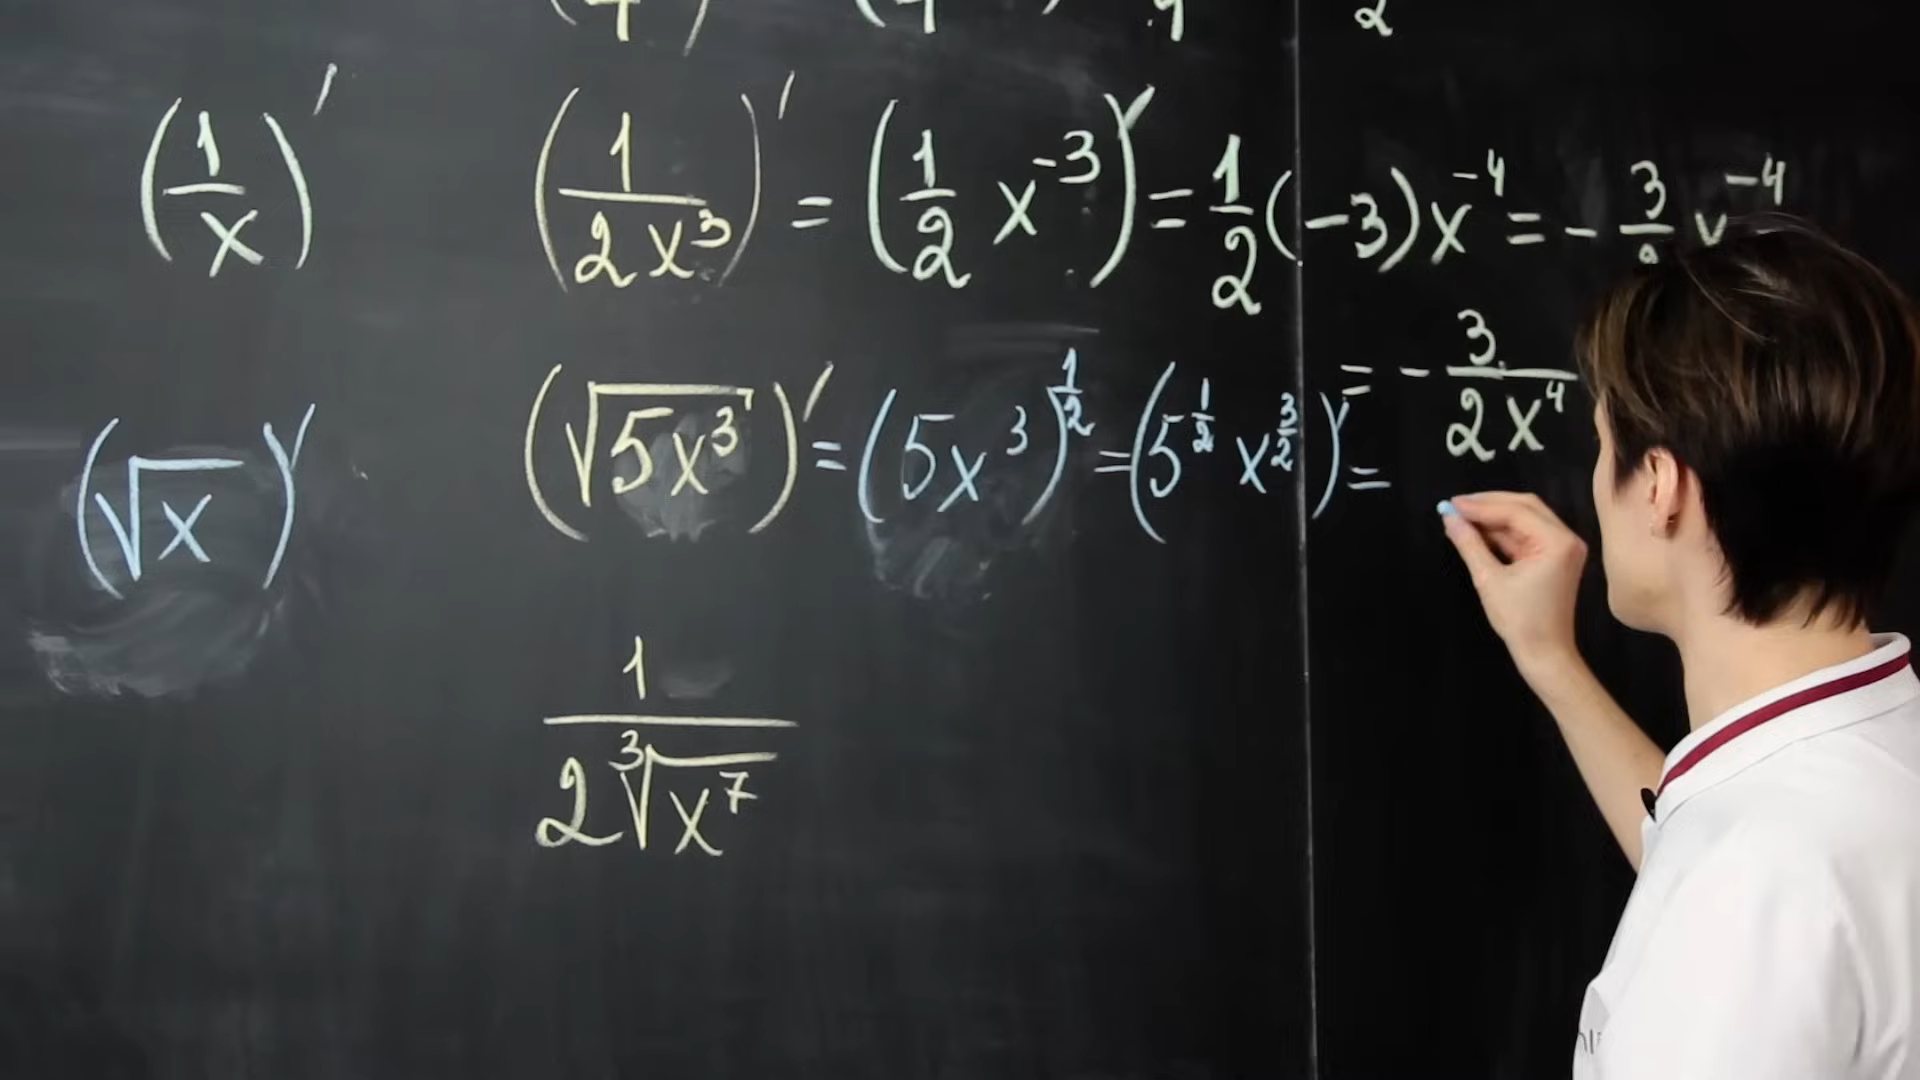 (1/x)′
(1/(2x³))′ = (1/2 x⁻³)′ = 1/2 (-3) x⁻⁴ = - 3/2 x⁻⁴
= - 3/(2x⁴)
(√x)′
(√(5x³))′ = (5x³)^(1/2) = (5^(1/2) x^(3/2))′ =
1/(2 ∛(x⁷))